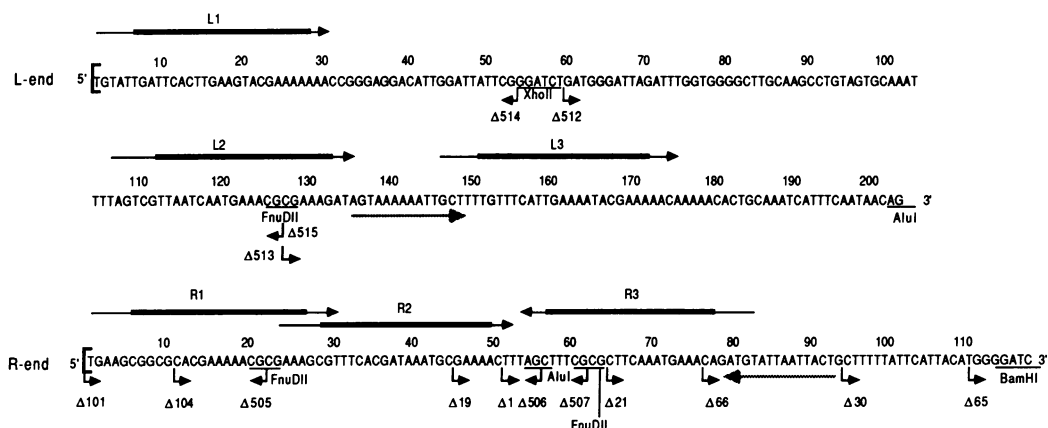 L1
10 20 30 40 50 60 70 80 90 100
L-end 5' TGTATTGATTCACTTGAAGTACGAAAAAAACCGGGAGGACATTGGATTATTCGGGATCTGATGGGATTAGATTTGGTGGGGCTTGCAAGCCTGTAGTGCAAAT
XhoII
Δ514 Δ512
L2 L3
110 120 130 140 150 160 170 180 190 200
TTTAGTCGTTAATCAATGAAACGCGAAAGATAGTAAAAAATTGCTTTTGTTTCATTGAAAATACGAAAAACAAAAACACTGCAAATCATTTCAATAACAG 3'
FnuDII AluI
Δ515
Δ513
R1 R2 R3
10 20 30 40 50 60 70 80 90 100 110
R-end 5' TGAAGCGGCGCACGAAAAACGCGAAAGCGTTTCACGATAAATGCGAAAACTTTAGCTTTCGCGCTTCAAATGAAACAGATGTATTAATTACTGCTTTTTATTCATTACATGGGGATC 3'
FnuDII AluI BamHI
Δ101 Δ104 Δ505 Δ19 Δ1 Δ506 Δ507 Δ21 Δ66 Δ30 Δ65
FnuDII